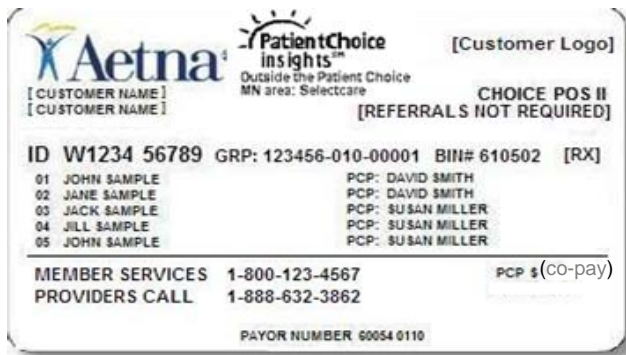 Aetna
PatientChoice
insights℠
Outside the Patient Choice
MN area: Selectcare
[Customer Logo]
[CUSTOMER NAME]
[CUSTOMER NAME]
CHOICE POS II
[REFERRALS NOT REQUIRED]
ID W1234 56789 GRP: 123456-010-00001 BIN# 610502 [RX]
01 JOHN SAMPLE PCP: DAVID SMITH
02 JANE SAMPLE PCP: DAVID SMITH
03 JACK SAMPLE PCP: SUSAN MILLER
04 JILL SAMPLE PCP: SUSAN MILLER
05 JOHN SAMPLE PCP: SUSAN MILLER
MEMBER SERVICES 1-800-123-4567 PCP $(co-pay)
PROVIDERS CALL 1-888-632-3862
PAYOR NUMBER 60054 0110